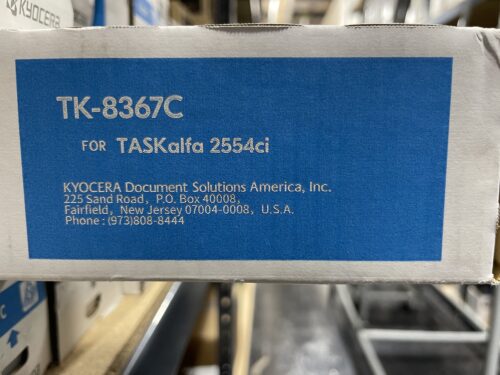 KYOCERA
TK-8367C
FOR TASKalfa 2554ci
KYOCERA Document Solutions America, Inc.
225 Sand Road, P.O. Box 40008,
Fairfield, New Jersey 07004-0008, U.S.A.
Phone : (973)808-8444
C